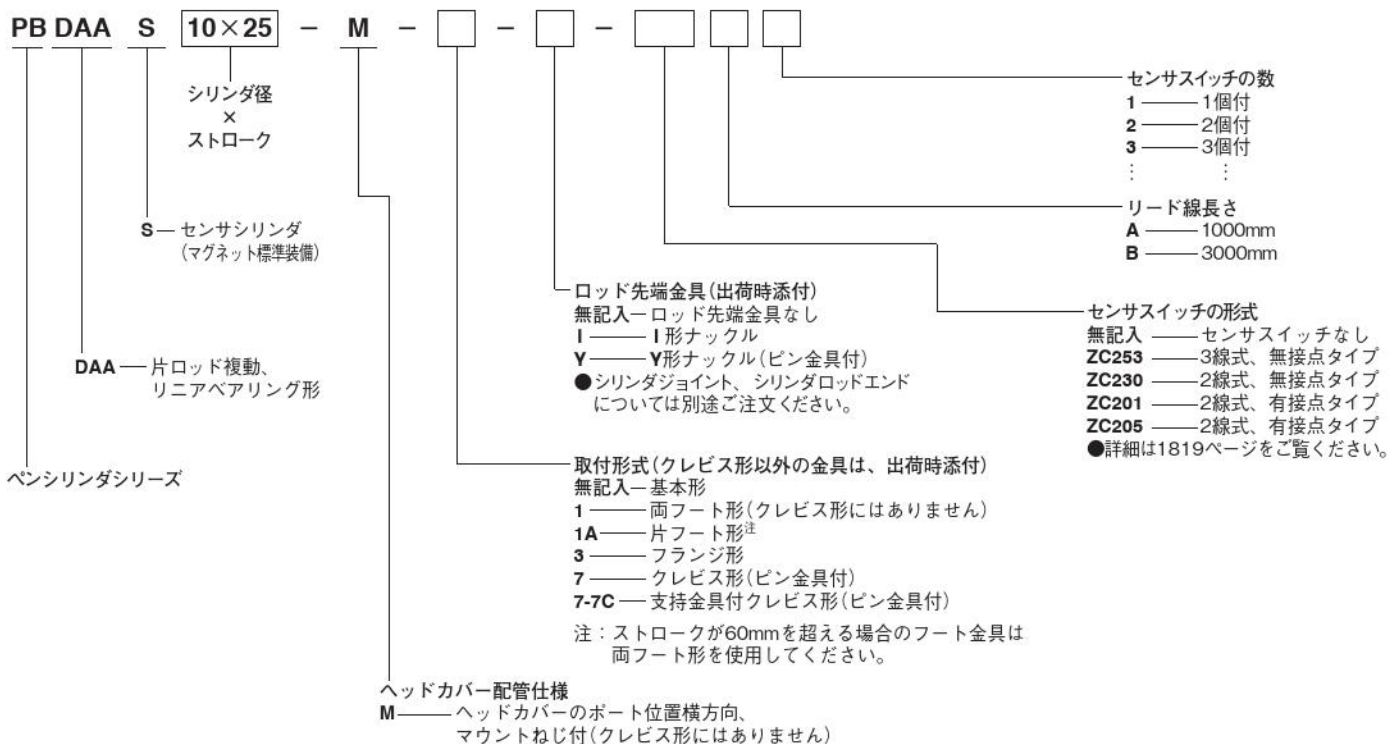 PB DAA S 10×25 － M － □ － □ － □ □ □
シリンダ径
×
ストローク
S － センサシリンダ
(マグネット標準装備)
DAA － 片ロッド複動、
リニアベアリング形
ペンシリンダシリーズ
ヘッドカバー配管仕様
M － ヘッドカバーのポート位置横方向、
マウントねじ付(クレビス形にはありません)
取付形式(クレビス形以外の金具は、出荷時添付)
無記入－基本形
1 － 両フート形(クレビス形にはありません)
1A － 片フート形注
3 － フランジ形
7 － クレビス形(ピン金具付)
7-7C － 支持金具付クレビス形(ピン金具付)
注：ストロークが60mmを超える場合のフート金具は
両フート形を使用してください。
ロッド先端金具(出荷時添付)
無記入－ロッド先端金具なし
I － I形ナックル
Y － Y形ナックル(ピン金具付)
●シリンダジョイント、シリンダロッドエンド
については別途ご注文ください。
センサスイッチの形式
無記入 － センサスイッチなし
ZC253 － 3線式、無接点タイプ
ZC230 － 2線式、無接点タイプ
ZC201 － 2線式、有接点タイプ
ZC205 － 2線式、有接点タイプ
●詳細は1819ページをご覧ください。
リード線長さ
A － 1000mm
B － 3000mm
センサスイッチの数
1 － 1個付
2 － 2個付
3 － 3個付
⋮ ⋮